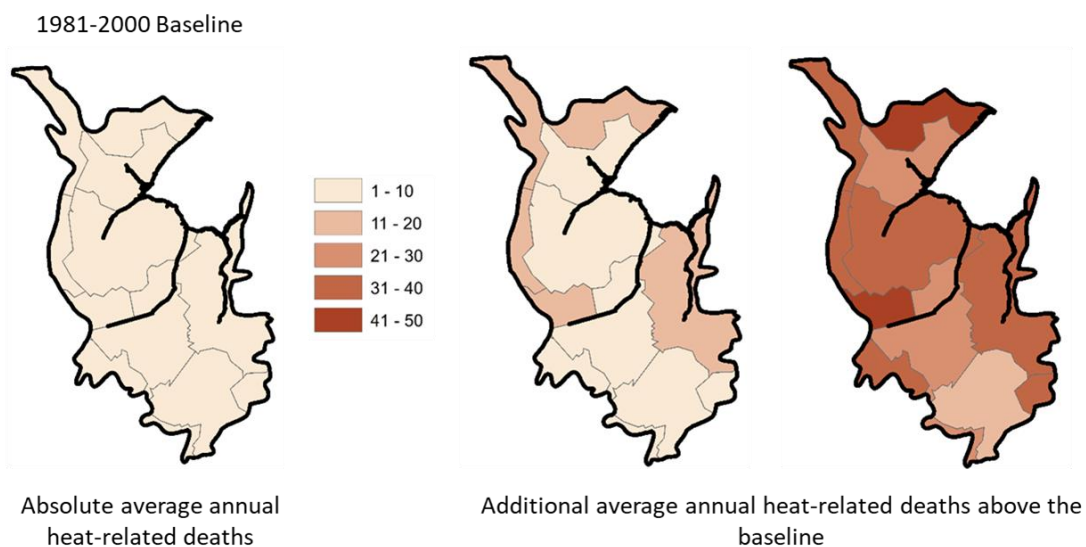 1981-2000 Baseline
1 - 10
11 - 20
21 - 30
31 - 40
41 - 50
Absolute average annual
heat-related deaths
Additional average annual heat-related deaths above the
baseline